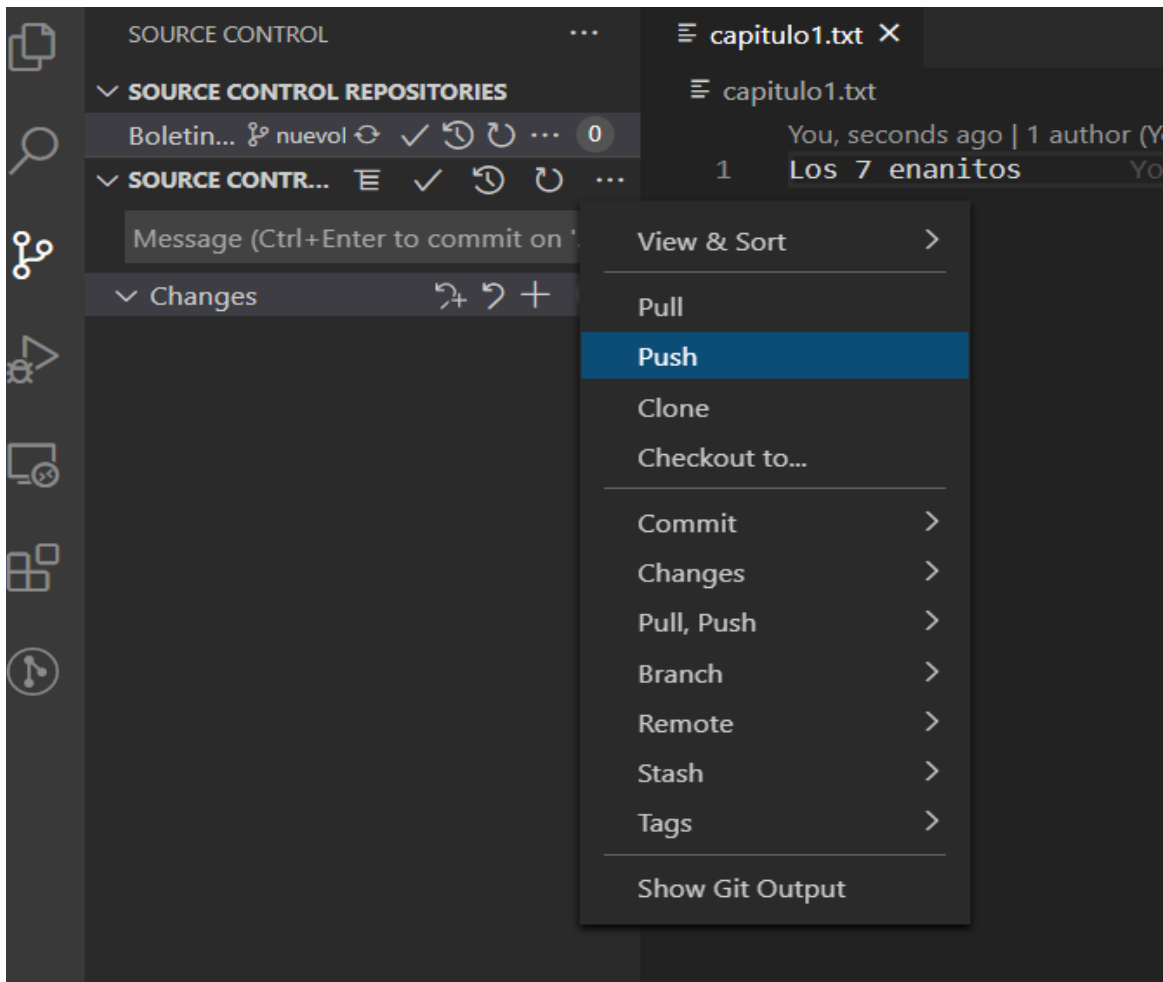 SOURCE CONTROL ...
SOURCE CONTROL REPOSITORIES
Boletin... nuevol ... 0
SOURCE CONTR... ...
Message (Ctrl+Enter to commit on '
Changes
capitulo1.txt
capitulo1.txt
You, seconds ago | 1 author (Y
1 Los 7 enanitos Yo
View & Sort
Pull
Push
Clone
Checkout to...
Commit
Changes
Pull, Push
Branch
Remote
Stash
Tags
Show Git Output